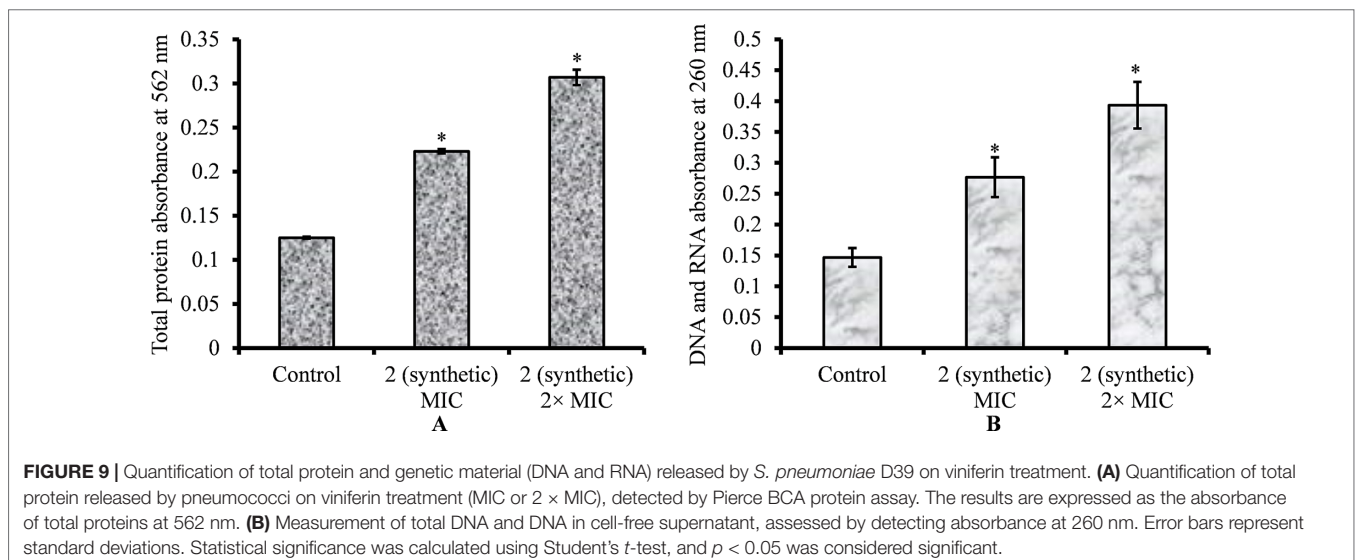 Total protein absorbance at 562 nm
0.35
0.3
0.25
0.2
0.15
0.1
0.05
0
*
*
Control
2 (synthetic)
MIC
2 (synthetic)
2× MIC
A
DNA and RNA absorbance at 260 nm
0.5
0.45
0.4
0.35
0.3
0.25
0.2
0.15
0.1
0.05
0
*
*
Control
2 (synthetic)
MIC
2 (synthetic)
2× MIC
B
FIGURE 9 | Quantification of total protein and genetic material (DNA and RNA) released by S. pneumoniae D39 on viniferin treatment. (A) Quantification of total
protein released by pneumococci on viniferin treatment (MIC or 2 × MIC), detected by Pierce BCA protein assay. The results are expressed as the absorbance
of total proteins at 562 nm. (B) Measurement of total DNA and DNA in cell-free supernatant, assessed by detecting absorbance at 260 nm. Error bars represent
standard deviations. Statistical significance was calculated using Student's t-test, and p < 0.05 was considered significant.